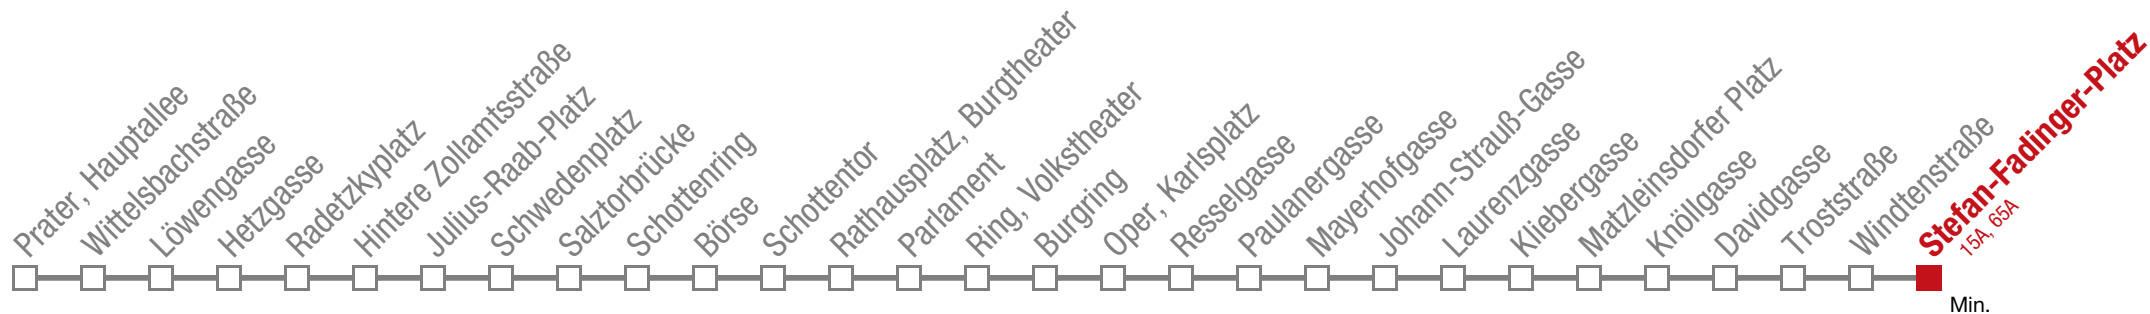 Prater, Hauptallee
Wittelsbachstraße
Löwengasse
Hetzgasse
Radetzkyplatz
Hintere Zollamtsstraße
Julius-Raab-Platz
Schwedenplatz
Salztorbrücke
Schottenring
Börse
Schottentor
Rathausplatz, Burgtheater
Parlament
Ring, Volkstheater
Burgring
Oper, Karlsplatz
Resselgasse
Paulanergasse
Mayerhofgasse
Johann-Strauß-Gasse
Laurenzgasse
Kliebergasse
Matzleinsdorfer Platz
Knöllgasse
Davidgasse
Troststraße
Windtenstraße
Stefan-Fadinger-Platz
15A, 65A
Min.